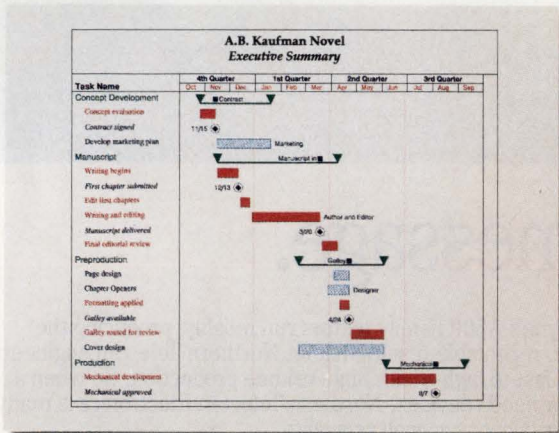 A.B. Kaufman Novel
Executive Summary
4th Quarter 1st Quarter 2nd Quarter 3rd Quarter
Task Name Oct Nov Dec Jan Feb Mar Apr May Jun Jul Aug Sep
Concept Development Contract
Concept evaluation
Contract signed 11/15
Develop marketing plan Marketing
Manuscript Manuscript in
Writing begins
First chapter submitted 12/13
Edit first chapters
Writing and editing Author and Editor
Manuscript delivered
Final editorial review
Preproduction Galley
Page design
Chapter Openers Designer
Formatting applied
Galley available 4/24
Galley routed for review
Cover design
Production Mechanical
Mechanical development
Mechanical approved 8/7